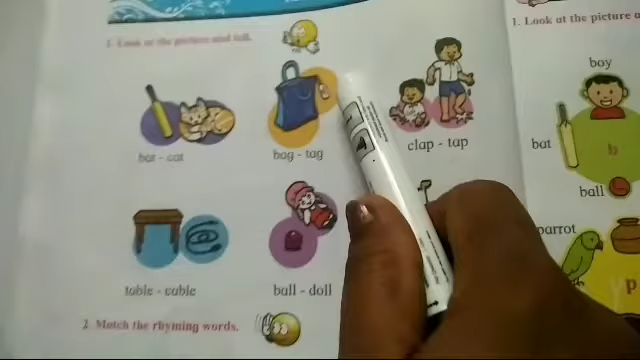 1. Look at the picture and tell.
1. Look at the picture a
boy
bat - cat
bag - tag
clap - tap
bat
b
ball
parrot
p
table - cable
ball - doll
2. Match the rhyming words.